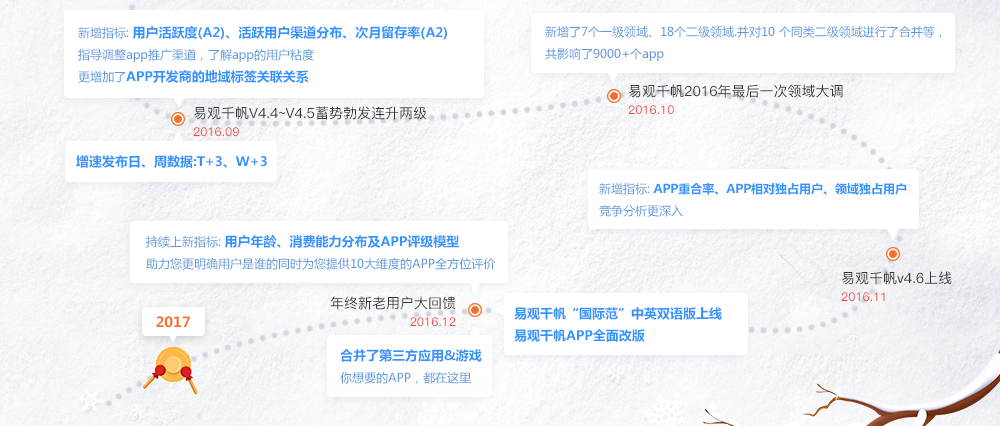 新增指标: 用户活跃度(A2)、活跃用户渠道分布、次月留存率(A2)
指导调整app推广渠道，了解app的用户粘度
更增加了APP开发商的地域标签关联关系
易观千帆V4.4~V4.5蓄势勃发连升两级
2016.09
增速发布日、周数据:T+3、W+3
新增了7个一级领域、18个二级领域,并对10 个同类二级领域进行了合并等，
共影响了9000+个app
易观千帆2016年最后一次领域大调
2016.10
新增指标: APP重合率、APP相对独占用户、领域独占用户
竞争分析更深入
易观千帆v4.6上线
2016.11
持续上新指标: 用户年龄、消费能力分布及APP评级模型
助力您更明确用户是谁的同时为您提供10大维度的APP全方位评价
年终新老用户大回馈
2016.12
易观千帆“国际范”中英双语版上线
易观千帆APP全面改版
合并了第三方应用&游戏
你想要的APP，都在这里
2017